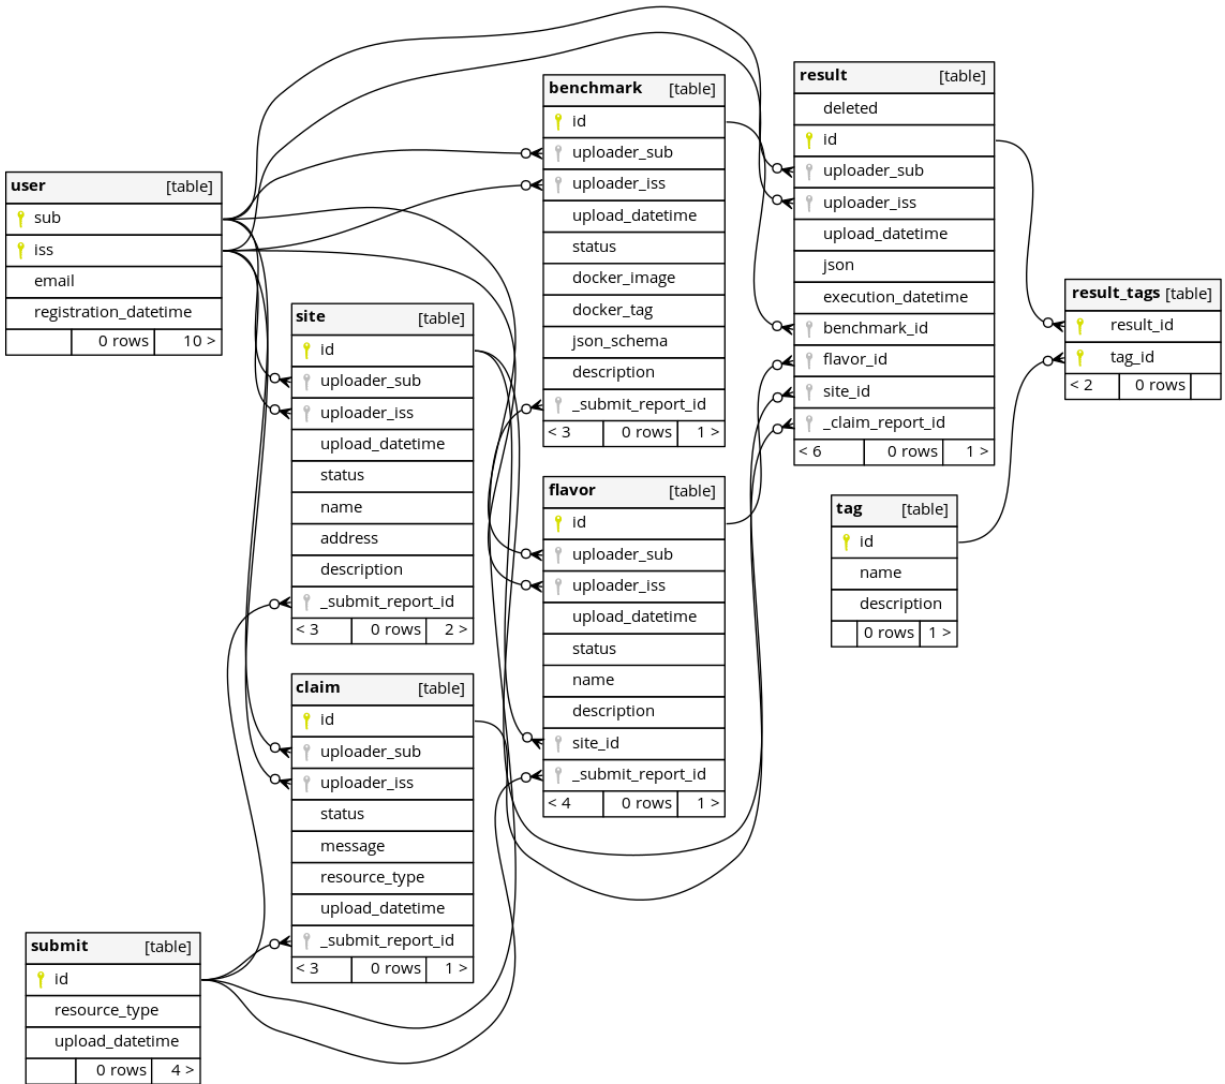 user [table]
sub
iss
email
registration_datetime
0 rows 10 >
site [table]
id
uploader_sub
uploader_iss
upload_datetime
status
name
address
description
_submit_report_id
< 3 0 rows 2 >
claim [table]
id
uploader_sub
uploader_iss
status
message
resource_type
upload_datetime
_submit_report_id
< 3 0 rows 1 >
submit [table]
id
resource_type
upload_datetime
0 rows 4 >
benchmark [table]
id
uploader_sub
uploader_iss
upload_datetime
status
docker_image
docker_tag
json_schema
description
_submit_report_id
< 3 0 rows 1 >
flavor [table]
id
uploader_sub
uploader_iss
upload_datetime
status
name
description
site_id
_submit_report_id
< 4 0 rows 1 >
result [table]
deleted
id
uploader_sub
uploader_iss
upload_datetime
json
execution_datetime
benchmark_id
flavor_id
site_id
_claim_report_id
< 6 0 rows 1 >
tag [table]
id
name
description
0 rows 1 >
result_tags [table]
result_id
tag_id
< 2 0 rows